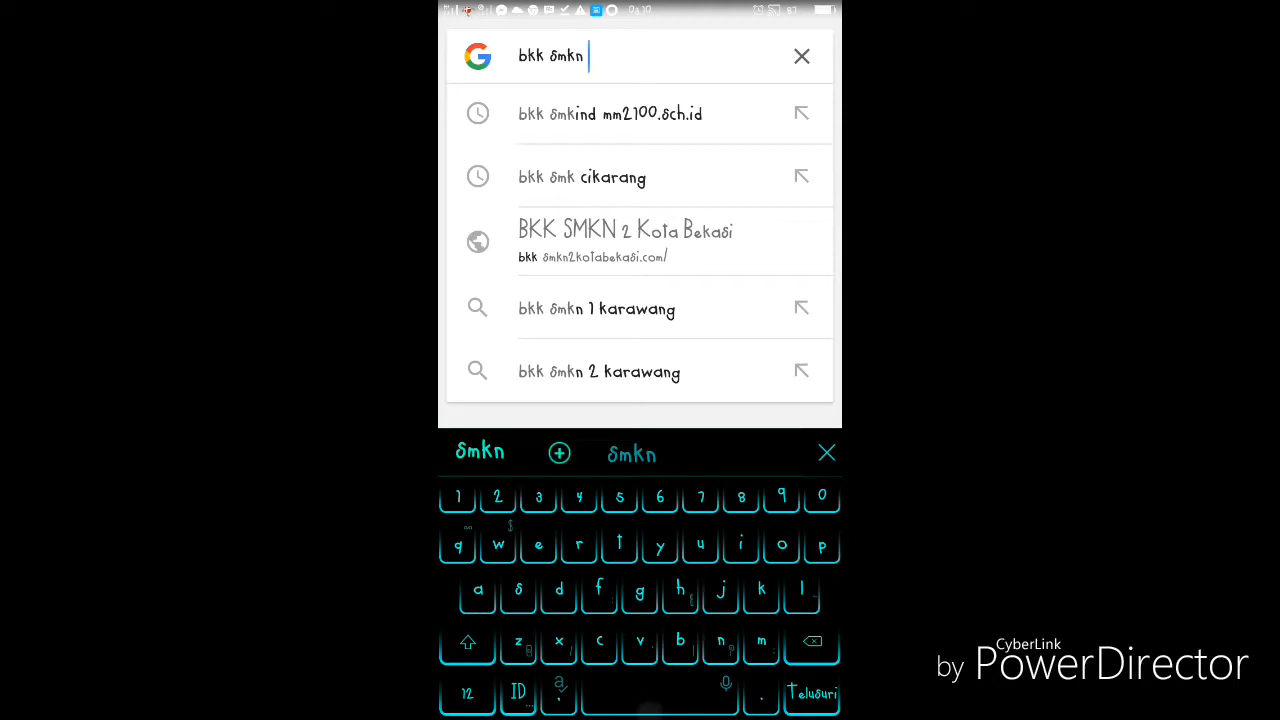 bkk smkn
bkk smkind mm2100.sch.id
bkk smk cikarang
BKK SMKN 2 Kota Bekasi
bkk smkn2kotabekasi.com/
bkk smkn 1 karawang
bkk smkn 2 karawang
smkn smkn
1 2 3 4 5 6 7 8 9 0
q w e r t y u i o p
a s d f g h j k l
z x c v b n m
12 ID , . Telusuri
by CyberLink PowerDirector